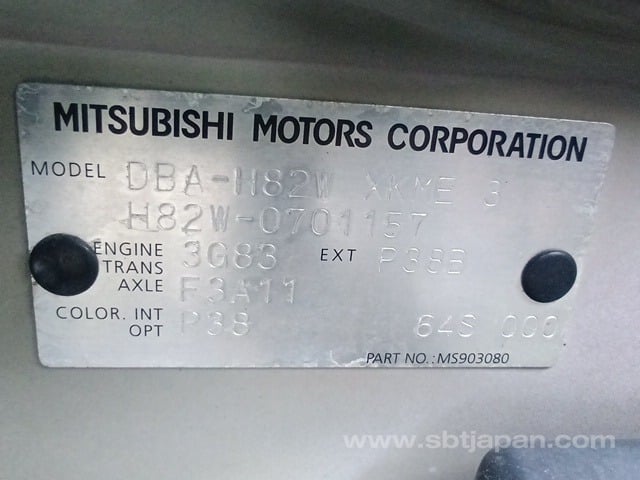 MITSUBISHI MOTORS CORPORATION
MODEL DBA-H82W XKME 3
H82W-0701157
ENGINE 3G83 EXT P38B
TRANS
AXLE F3A11
COLOR. INT P38 64S 000
OPT
PART NO.: MS903080
www.sbtjapan.com